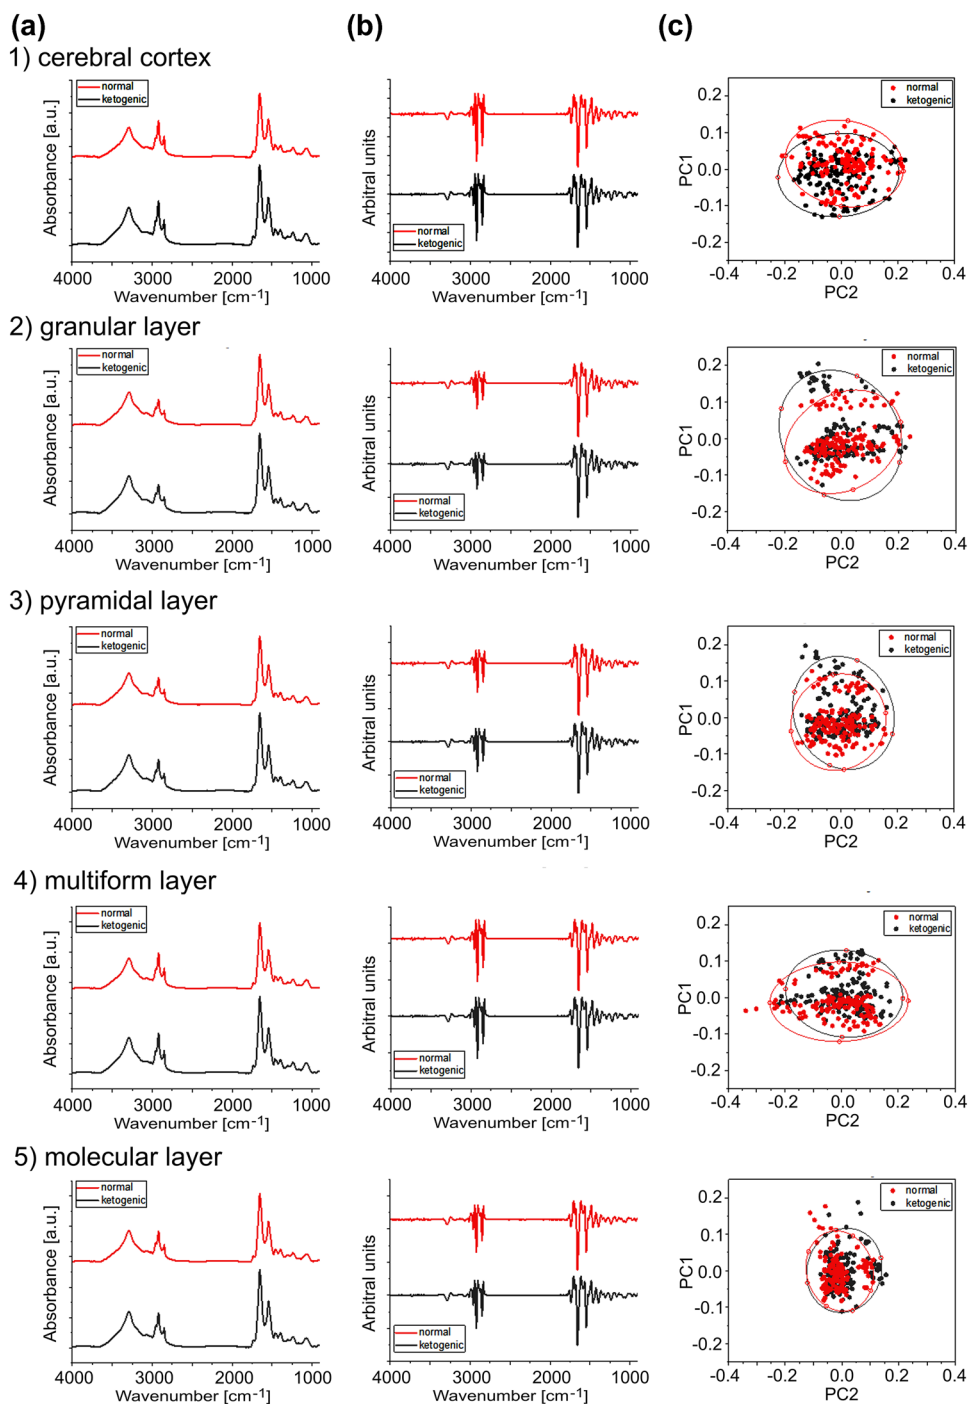 (a) (b) (c)
1) cerebral cortex
Absorbance [a.u.]
normal
ketogenic
4000 3000 2000 1000
Wavenumber [cm-1]
Arbitral units
normal
ketogenic
4000 3000 2000 1000
Wavenumber [cm-1]
PC1
0.2
0.1
0.0
-0.1
-0.2
normal
ketogenic
-0.4 -0.2 0.0 0.2 0.4
PC2
2) granular layer
Absorbance [a.u.]
normal
ketogenic
4000 3000 2000 1000
Wavenumber [cm-1]
Arbitral units
normal
ketogenic
4000 3000 2000 1000
Wavenumber [cm-1]
PC1
0.2
0.1
0.0
-0.1
-0.2
normal
ketogenic
-0.4 -0.2 0.0 0.2 0.4
PC2
3) pyramidal layer
Absorbance [a.u.]
normal
ketogenic
4000 3000 2000 1000
Wavenumber [cm-1]
Arbitral units
normal
ketogenic
4000 3000 2000 1000
Wavenumber [cm-1]
PC1
0.2
0.1
0.0
-0.1
-0.2
normal
ketogenic
-0.4 -0.2 0.0 0.2 0.4
PC2
4) multiform layer
Absorbance [a.u.]
normal
ketogenic
4000 3000 2000 1000
Wavenumber [cm-1]
Arbitral units
normal
ketogenic
4000 3000 2000 1000
Wavenumber [cm-1]
PC1
0.2
0.1
0.0
-0.1
-0.2
normal
ketogenic
-0.4 -0.2 0.0 0.2 0.4
PC2
5) molecular layer
Absorbance [a.u.]
normal
ketogenic
4000 3000 2000 1000
Wavenumber [cm-1]
Arbitral units
normal
ketogenic
4000 3000 2000 1000
Wavenumber [cm-1]
PC1
0.2
0.1
0.0
-0.1
-0.2
normal
ketogenic
-0.4 -0.2 0.0 0.2 0.4
PC2